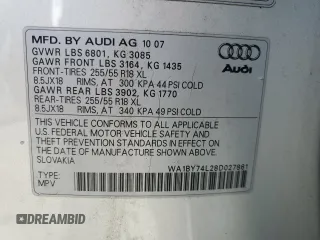 MFD. BY AUDI AG 10 07
GVWR LBS 6801, KG 3085
GAWR FRONT LBS 3164, KG 1435
FRONT-TIRES 255/55 R18 XL
8.5JX18 RIMS, AT 300 KPA 44 PSI COLD
GAWR REAR LBS 3902, KG 1770
REAR-TIRES 255/55 R18 XL
8.5JX18 RIMS, AT 340 KPA 49 PSI COLD
Audi
THIS VEHICLE CONFORMS TO ALL APPLICABLE
U.S. FEDERAL MOTOR VEHICLE SAFETY AND
THEFT PREVENTION STANDARDS IN EFFECT ON
THE DATE OF MANUFACTURE SHOWN ABOVE.
SLOVAKIA
WA1BY74L28D027881
TYPE:
MPV
DREAMBID